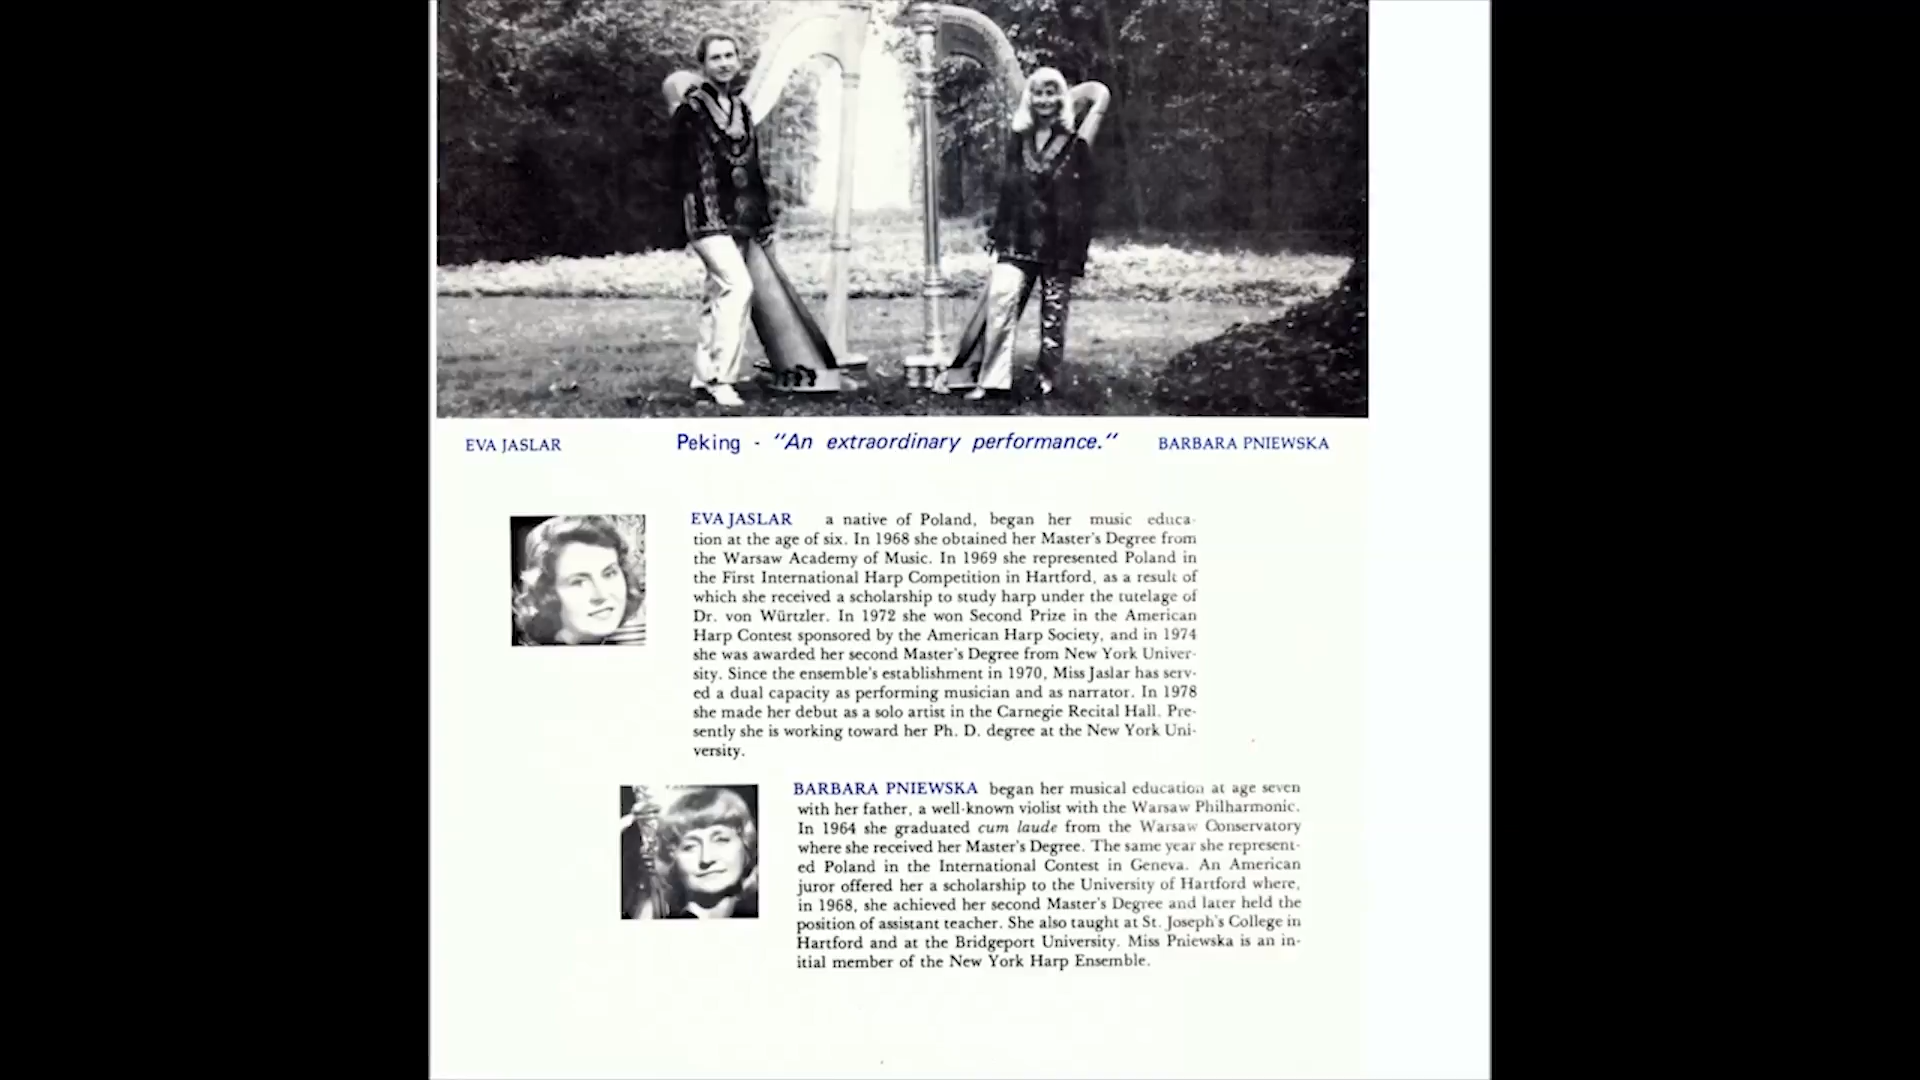 EVA JASLAR Peking - "An extraordinary performance." BARBARA PNIEWSKA
EVA JASLAR a native of Poland, began her music educa-
tion at the age of six. In 1968 she obtained her Master's Degree from
the Warsaw Academy of Music. In 1969 she represented Poland in
the First International Harp Competition in Hartford, as a result of
which she received a scholarship to study harp under the tutelage of
Dr. von Würtzler. In 1972 she won Second Prize in the American
Harp Contest sponsored by the American Harp Society, and in 1974
she was awarded her second Master's Degree from New York Univer-
sity. Since the ensemble's establishment in 1970, Miss Jaslar has serv-
ed a dual capacity as performing musician and as narrator. In 1978
she made her debut as a solo artist in the Carnegie Recital Hall. Pre-
sently she is working toward her Ph. D. degree at the New York Uni-
versity.
BARBARA PNIEWSKA began her musical education at age seven
with her father, a well-known violist with the Warsaw Philharmonic.
In 1964 she graduated cum laude from the Warsaw Conservatory
where she received her Master's Degree. The same year she represent-
ed Poland in the International Contest in Geneva. An American
juror offered her a scholarship to the University of Hartford where,
in 1968, she achieved her second Master's Degree and later held the
position of assistant teacher. She also taught at St. Joseph's College in
Hartford and at the Bridgeport University. Miss Pniewska is an in-
itial member of the New York Harp Ensemble.